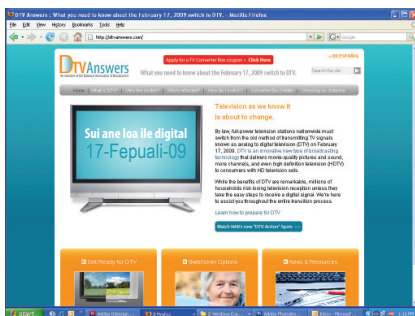 DTV Answers : What you need to know about the February 17, 2009 switch to DTV. - Mozilla Firefox
File Edit View History Bookmarks Tools Help
http://dtvanswers.com/
Apply for a TV Converter Box coupon - Click Here
DTVAnswers
What you need to know about the February 17, 2009 switch to DTV.
Search the site
Home
Television as we know it
is about to change.
Sui ane loa ile digital
17-Fepuali-09
By law, full-power television stations nationwide must
switch from the old method of transmitting TV signals
known as analog to digital television (DTV) on February
17, 2009. DTV is an innovative new type of broadcasting
technology that delivers movie-quality pictures and sound,
more channels, and even high definition television (HDTV)
to consumers with HD television sets.
While the benefits of DTV are remarkable, millions of
households risk losing television reception unless they
take the easy steps to receive a digital signal. We're here
to assist you throughout the entire transition process.
Learn how to prepare for DTV
Watch NAB's new "DTV Action" Spots
Get Ready for DTV
Switchover Options
News & Resources
start